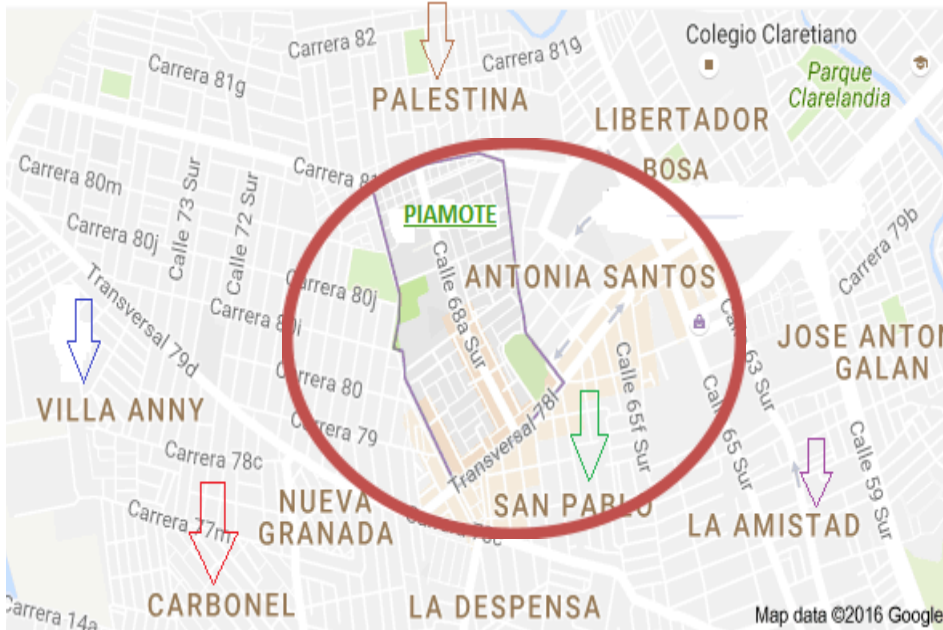 Carrera 82
Carrera 81g
Carrera 81g
Colegio Claretiano
Parque
Clarelandia
PALESTINA
LIBERTADOR
BOSA
Carrera 80m
Calle 73 Sur
Calle 72 Sur
Carrera 81
PIAMOTE
Carrera 80j
Carrera 80j
Calle 68a Sur
ANTONIA SANTOS
Carrera 79b
Transversal 79d
Carrera 80i
Calle 63 Sur
JOSE ANTON
GALAN
VILLA ANNY
Carrera 80
Carrera 79
Transversal 78l
Calle 65f Sur
Calle 65 Sur
Calle 59 Sur
Carrera 78c
NUEVA
GRANADA
SAN PABLO
LA AMISTAD
Carrera 77m
Carrera 78c
CARBONEL
LA DESPENSA
Carrera 14a
Map data ©2016 Google